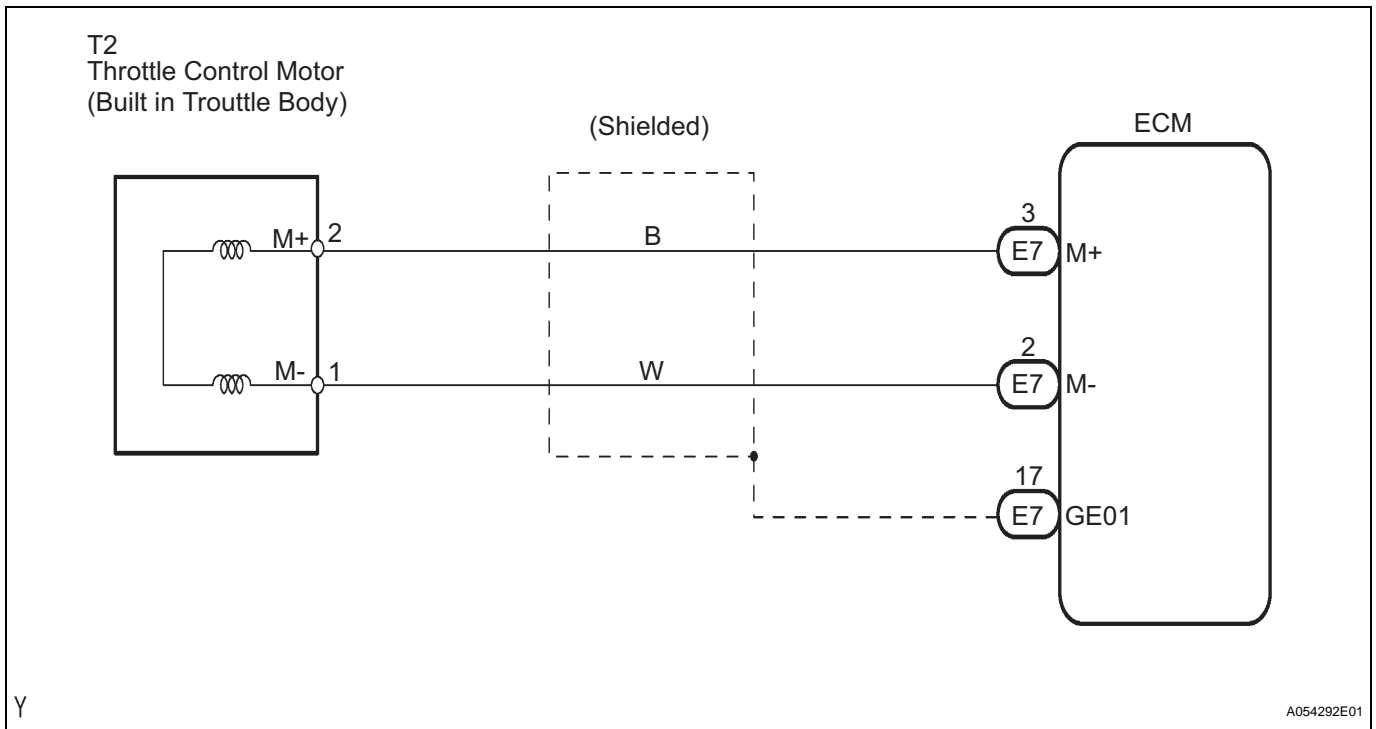 T2
Throttle Control Motor
(Built in Trouttle Body)
(Shielded)
ECM
M+ 2
B
3
E7 M+
M- 1
W
2
E7 M-
17
E7 GE01
Y
A054292E01